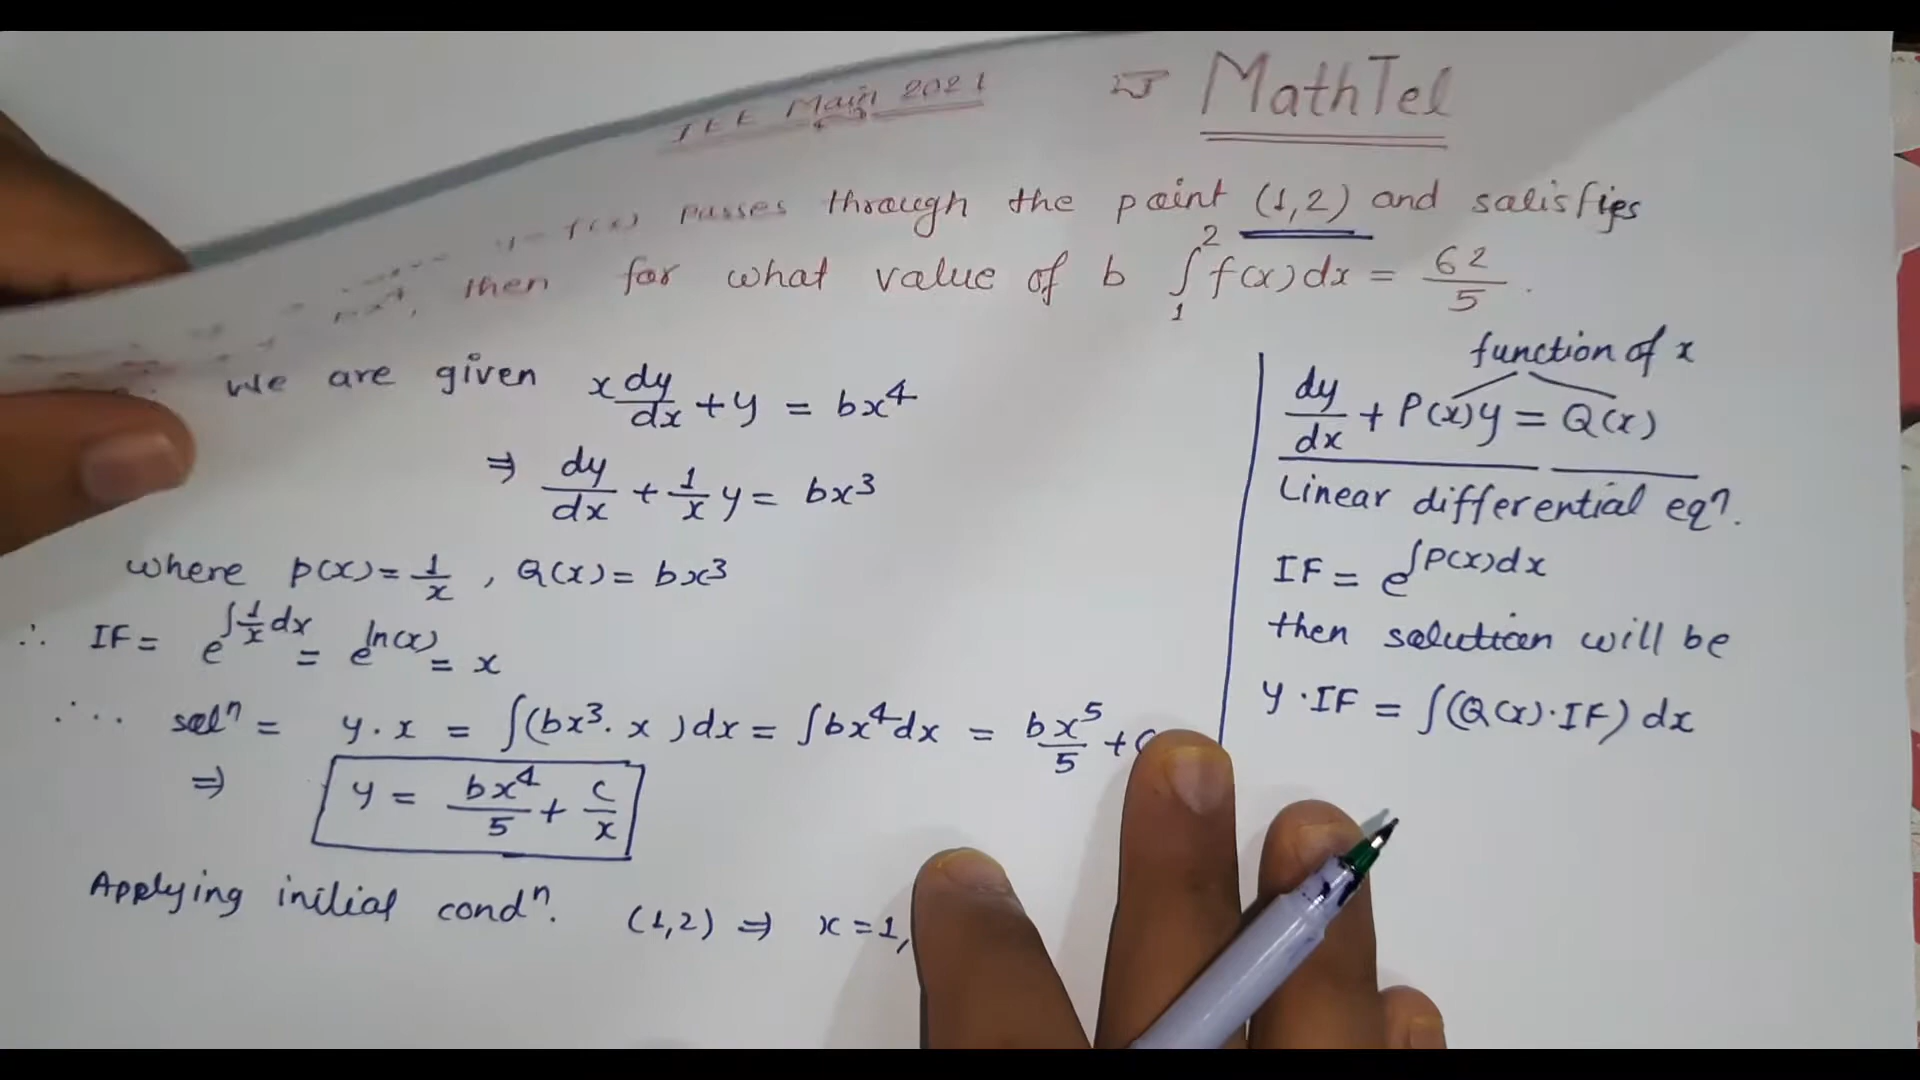 JEE Main 2021
MathTel
y = f(x) passes through the point (1,2) and satisfies
then for what value of b ∫₁² f(x)dx = 62/5.
We are given x dy/dx + y = bx⁴
⇒ dy/dx + 1/x y = bx³
where p(x) = 1/x, Q(x) = bx³
∴ IF = e^∫1/x dx = e^ln(x) = x
solⁿ = y·x = ∫(bx³·x)dx = ∫bx⁴dx = bx⁵/5 +
⇒ y = bx⁴/5 + c/x
Applying initial condⁿ. (1,2) ⇒ x=1,
function of x
dy/dx + P(x)y = Q(x)
Linear differential eqⁿ.
IF = e^∫P(x)dx
then solution will be
y·IF = ∫(Q(x)·IF)dx